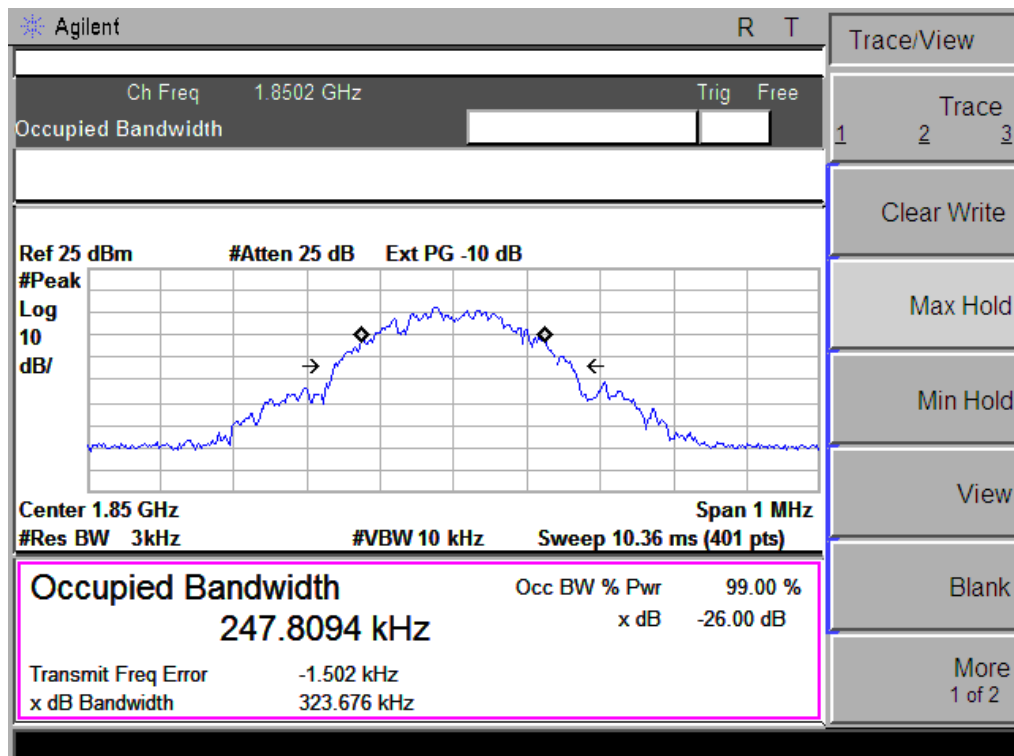 Agilent R T
Trace/View
Ch Freq 1.8502 GHz Trig Free
Occupied Bandwidth
Trace
1 2 3
Clear Write
Ref 25 dBm #Atten 25 dB Ext PG -10 dB
#Peak
Log
10
dB/
Max Hold
Min Hold
Center 1.85 GHz Span 1 MHz
#Res BW 3kHz #VBW 10 kHz Sweep 10.36 ms (401 pts)
View
Occupied Bandwidth Occ BW % Pwr 99.00 %
247.8094 kHz x dB -26.00 dB
Blank
Transmit Freq Error -1.502 kHz
x dB Bandwidth 323.676 kHz
More
1 of 2